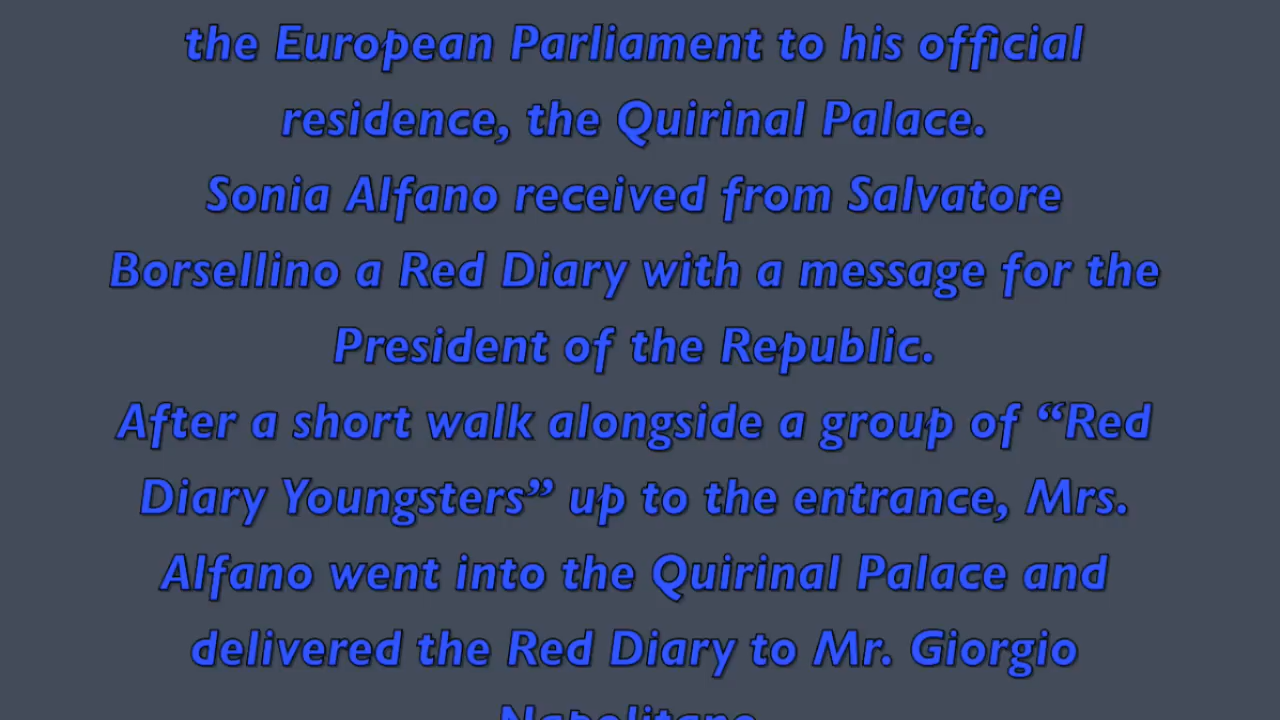 the European Parliament to his official
residence, the Quirinal Palace.
Sonia Alfano received from Salvatore
Borsellino a Red Diary with a message for the
President of the Republic.
After a short walk alongside a group of “Red
Diary Youngsters” up to the entrance, Mrs.
Alfano went into the Quirinal Palace and
delivered the Red Diary to Mr. Giorgio
Napolitano